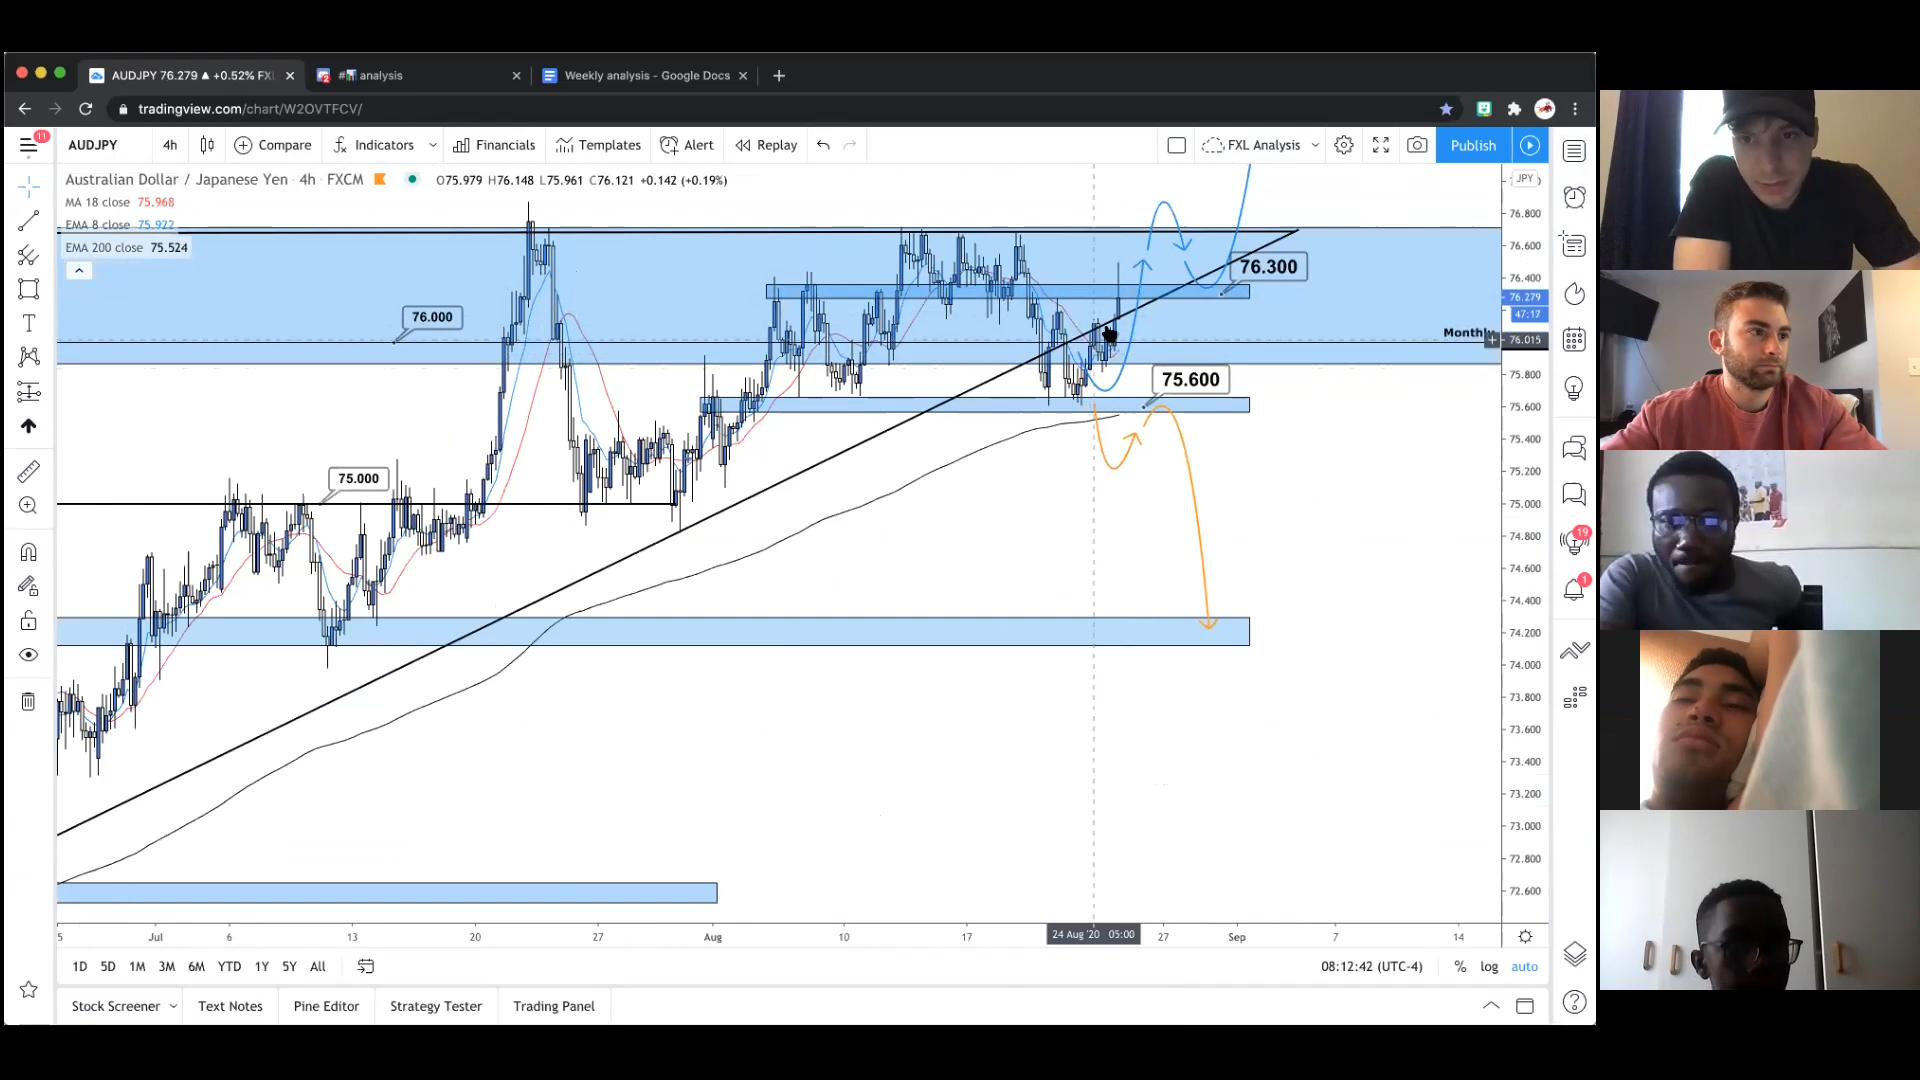 AUDJPY 76.279 ▲ +0.52% FXL
#📊 analysis
Weekly analysis - Google Docs
tradingview.com/chart/W2OVTFCV/
11
AUDJPY 4h Compare Indicators Financials Templates Alert Replay FXL Analysis Publish
Australian Dollar / Japanese Yen · 4h · FXCM O75.979 H76.148 L75.961 C76.121 +0.142 (+0.19%)
MA 18 close 75.968
EMA 8 close 75.922
EMA 200 close 75.524
JPY
76.800
76.600
76.400
76.300
76.279
47:17
76.000
Monthly
76.015
75.800
75.600
75.600
75.400
75.200
75.000
75.000
74.800
74.600
74.400
74.200
74.000
73.800
73.600
73.400
73.200
73.000
72.800
72.600
19
1
5 Jul 6 13 20 27 Aug 10 17 24 Aug '20 05:00 27 Sep 7 14
1D 5D 1M 3M 6M YTD 1Y 5Y All 08:12:42 (UTC-4) % log auto
Stock Screener Text Notes Pine Editor Strategy Tester Trading Panel